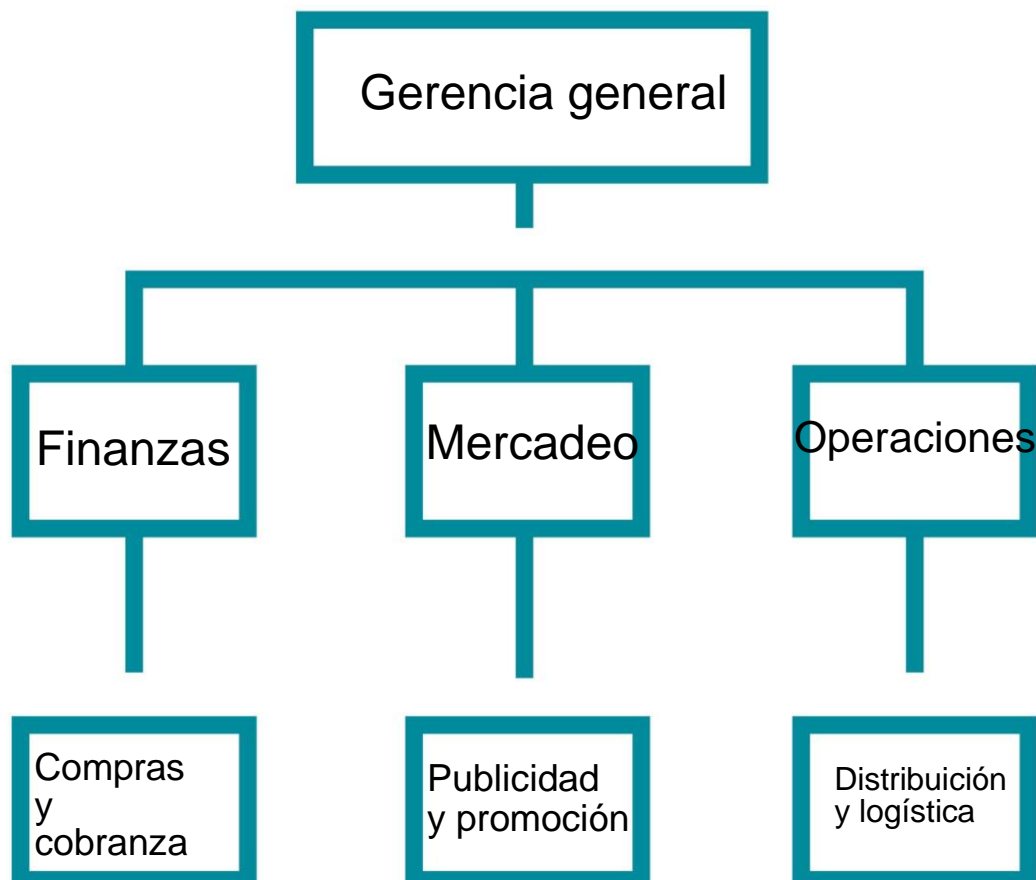 Gerencia general
Finanzas
Mercadeo
Operaciones
Compras
y
cobranza
Publicidad
y promoción
Distribuición
y logística